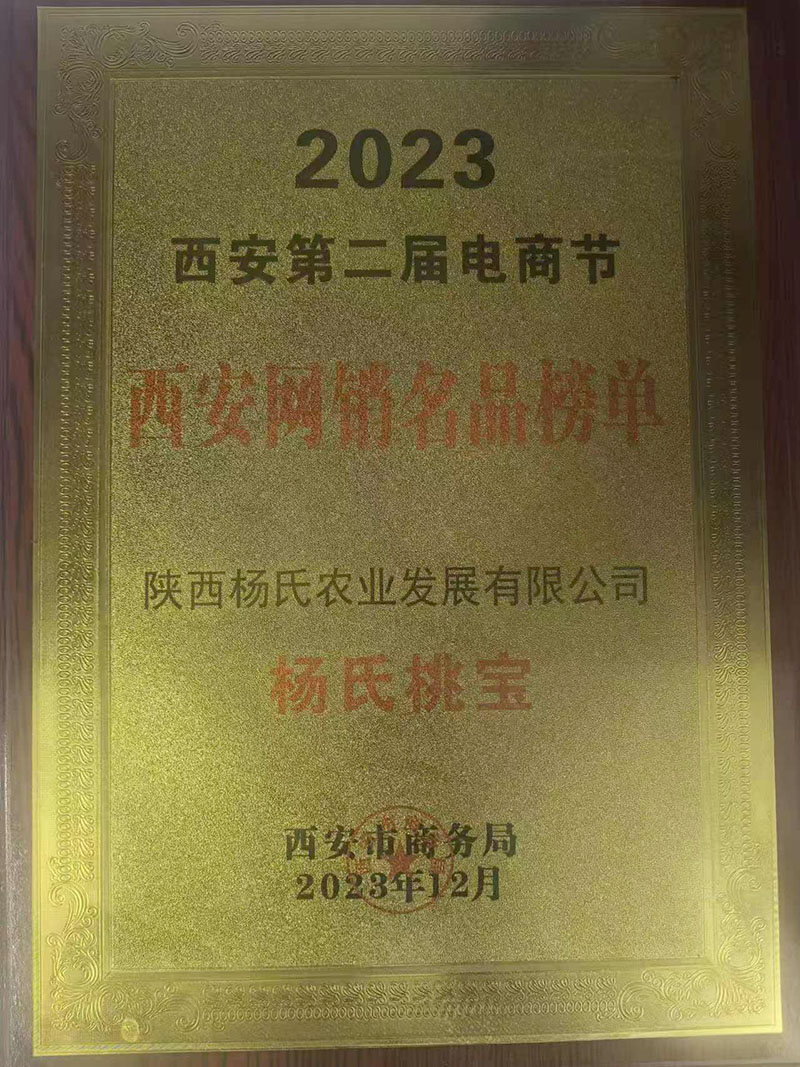 2023
西安第二届电商节
西安网销名品榜单
陕西杨氏农业发展有限公司
杨氏桃宝
西安市商务局
2023年12月